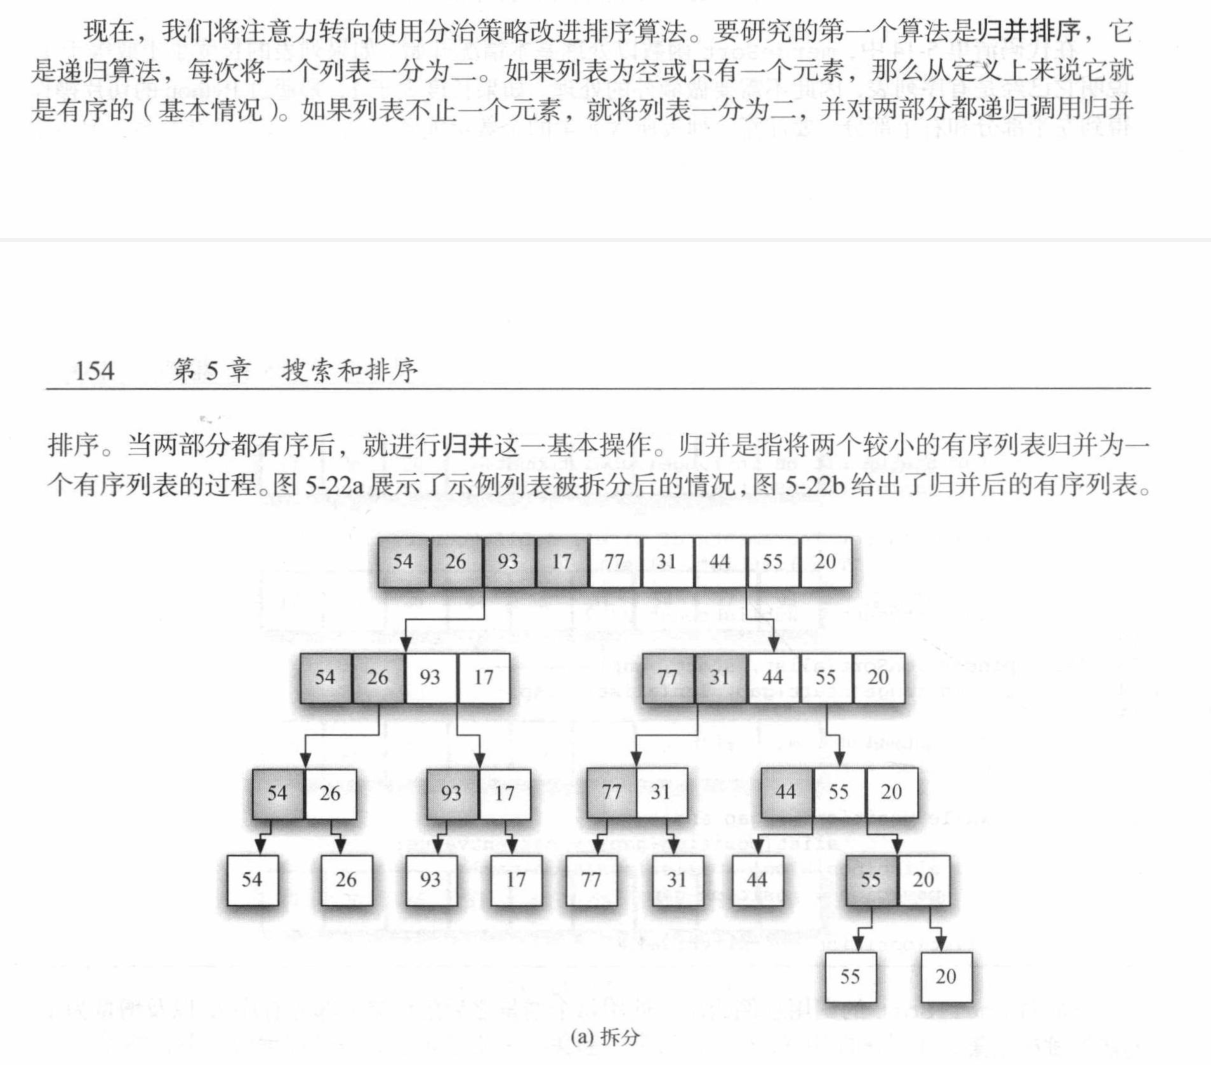 现在，我们将注意力转向使用分治策略改进排序算法。要研究的第一个算法是归并排序，它
是递归算法，每次将一个列表一分为二。如果列表为空或只有一个元素，那么从定义上来说它就
是有序的（基本情况）。如果列表不止一个元素，就将列表一分为二，并对两部分都递归调用归并
154 第 5 章 搜索和排序
排序。当两部分都有序后，就进行归并这一基本操作。归并是指将两个较小的有序列表归并为一
个有序列表的过程。图 5-22a 展示了示例列表被拆分后的情况，图 5-22b 给出了归并后的有序列表。
54 26 93 17 77 31 44 55 20
54 26 93 17 77 31 44 55 20
54 26 93 17 77 31 44 55 20
54 26 93 17 77 31 44 55 20
55 20
(a) 拆分